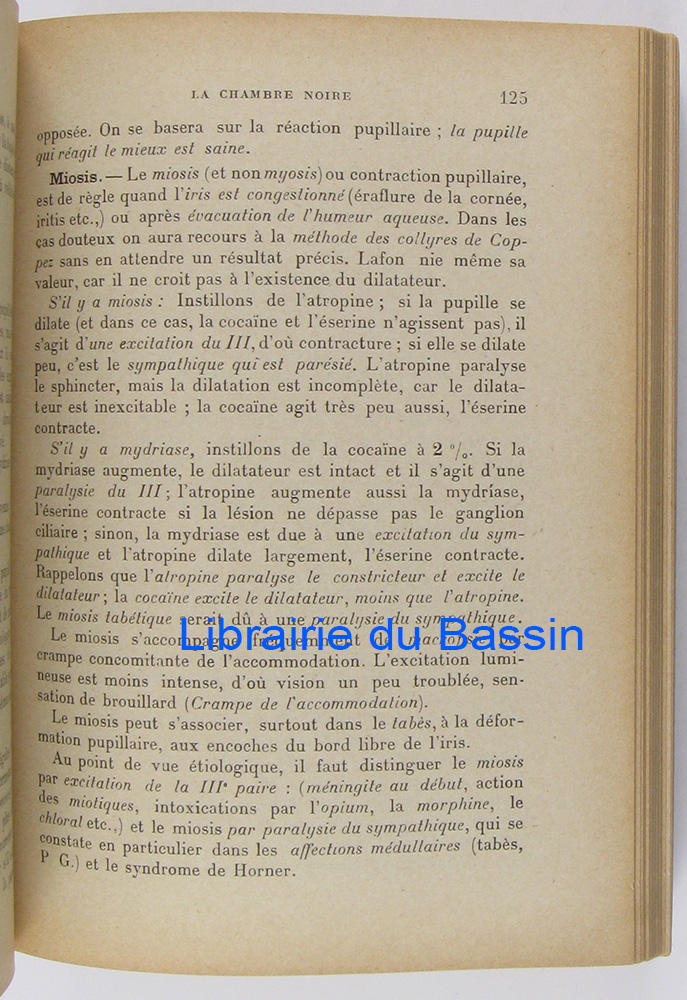 LA CHAMBRE NOIRE 125
opposée. On se basera sur la réaction pupillaire ; la pupille
qui réagit le mieux est saine.
Miosis. — Le miosis (et non myosis) ou contraction pupillaire,
est de règle quand l'iris est congestionné (éraflure de la cornée,
iritis etc.,) ou après évacuation de l'humeur aqueuse. Dans les
cas douteux on aura recours à la méthode des collyres de Cop-
pez sans en attendre un résultat précis. Lafon nie même sa
valeur, car il ne croit pas à l'existence du dilatateur.
S'il y a miosis : Instillons de l'atropine ; si la pupille se
dilate (et dans ce cas, la cocaïne et l'éserine n'agissent pas), il
s'agit d'une excitation du III, d'où contracture ; si elle se dilate
peu, c'est le sympathique qui est parésié. L'atropine paralyse
le sphincter, mais la dilatation est incomplète, car le dilata-
teur est inexcitable ; la cocaïne agit très peu aussi, l'éserine
contracte.
S'il y a mydriase, instillons de la cocaïne à 2 °/o. Si la
mydriase augmente, le dilatateur est intact et il s'agit d'une
paralysie du III ; l'atropine augmente aussi la mydriase,
l'éserine contracte si la lésion ne dépasse pas le ganglion
ciliaire ; sinon, la mydriase est due à une excitation du sym-
pathique et l'atropine dilate largement, l'éserine contracte.
Rappelons que l'atropine paralyse le constricteur et excite le
dilatateur ; la cocaïne excite le dilatateur, moins que l'atropine.
Le miosis tabétique serait dû à une paralysie du sympathique.
Librairie du Bassin
Le miosis s'accompagne fréquemment de macropsie par
crampe concomitante de l'accommodation. L'excitation lumi-
neuse est moins intense, d'où vision un peu troublée, sen-
sation de brouillard (Crampe de l'accommodation).
Le miosis peut s'associer, surtout dans le tabès, à la défor-
mation pupillaire, aux encoches du bord libre de l'iris.
Au point de vue étiologique, il faut distinguer le miosis
par excitation de la IIIe paire : (méningite au début, action
des miotiques, intoxications par l'opium, la morphine, le
chloral etc.,) et le miosis par paralysie du sympathique, qui se
constate en particulier dans les affections médullaires (tabès,
P G.) et le syndrome de Horner.